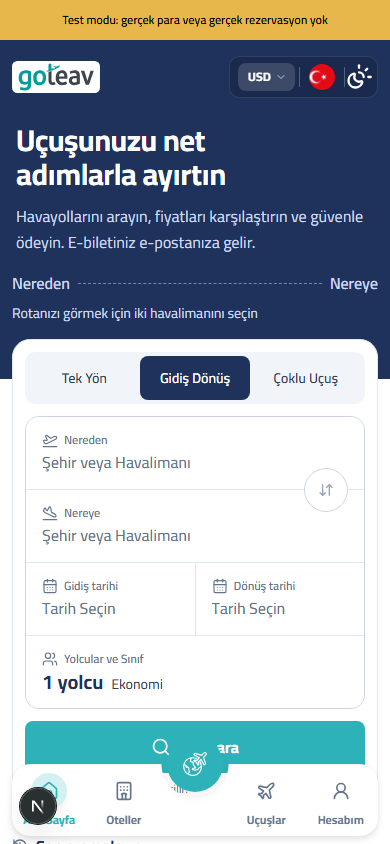 Test modu: gerçek para veya gerçek rezervasyon yok
goteav
USD
Uçuşunuzu net
adımlarla ayırtın
Havayollarını arayın, fiyatları karşılaştırın ve güvenle
ödeyin. E-biletiniz e-postanıza gelir.
Nereden Nereye
Rotanızı görmek için iki havalimanını seçin
Tek Yön Gidiş Dönüş Çoklu Uçuş
Nereden
Şehir veya Havalimanı
Nereye
Şehir veya Havalimanı
Gidiş tarihi Dönüş tarihi
Tarih Seçin Tarih Seçin
Yolcular ve Sınıf
1 yolcu Ekonomi
ara
N
Oteller Uçuşlar Hesabım